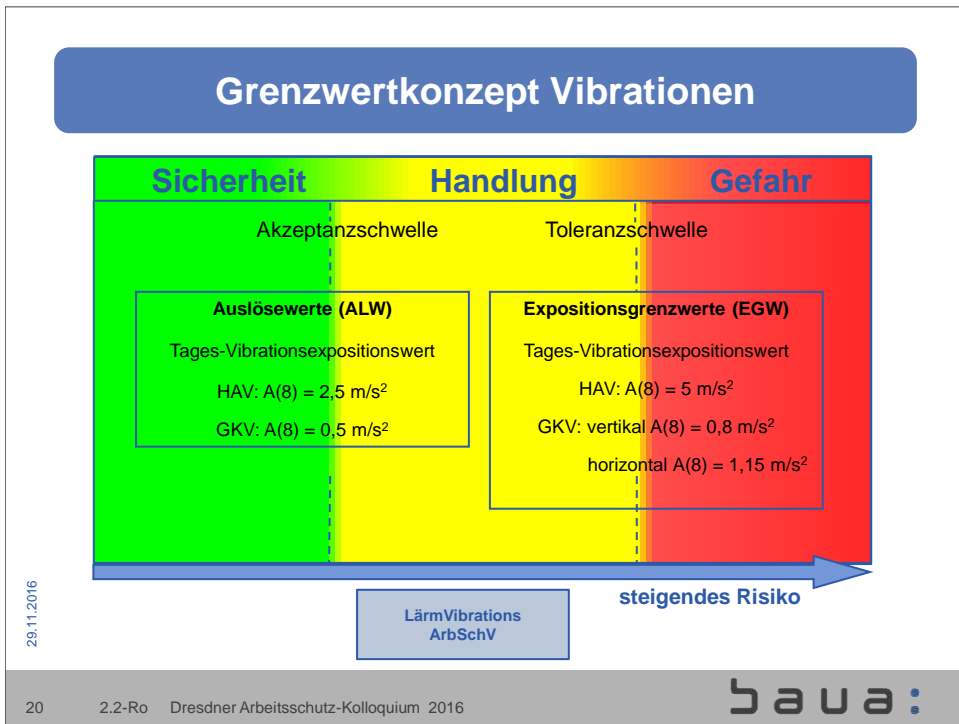 Grenzwertkonzept Vibrationen
Sicherheit Handlung Gefahr
Akzeptanzschwelle Toleranzschwelle
Auslösewerte (ALW)
Tages-Vibrationsexpositionswert
HAV: A(8) = 2,5 m/s²
GKV: A(8) = 0,5 m/s²
Expositionsgrenzwerte (EGW)
Tages-Vibrationsexpositionswert
HAV: A(8) = 5 m/s²
GKV: vertikal A(8) = 0,8 m/s²
horizontal A(8) = 1,15 m/s²
steigendes Risiko
LärmVibrations
ArbSchV
29.11.2016
20 2.2-Ro Dresdner Arbeitsschutz-Kolloquium 2016
baua: